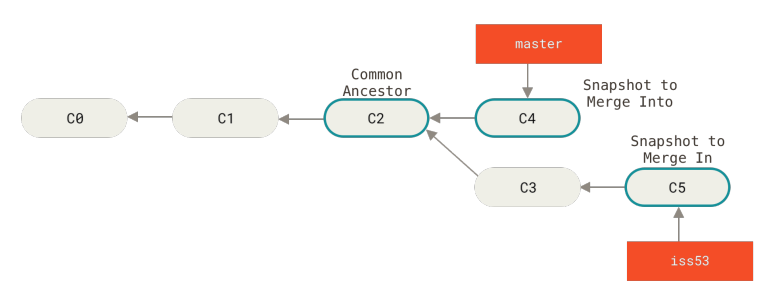 master
Common
Ancestor
Snapshot to
Merge Into
C0
C1
C2
C4
Snapshot to
Merge In
C3
C5
iss53